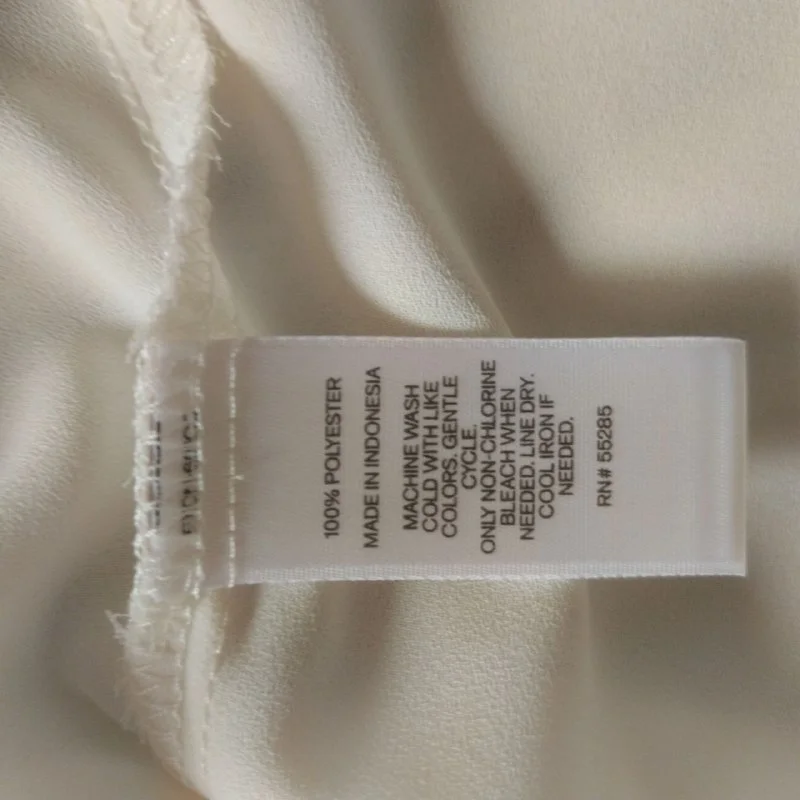 100% POLYESTER
MADE IN INDONESIA
MACHINE WASH
COLD WITH LIKE
COLORS. GENTLE
CYCLE.
ONLY NON-CHLORINE
BLEACH WHEN
NEEDED. LINE DRY.
COOL IRON IF
NEEDED.
RN# 55285